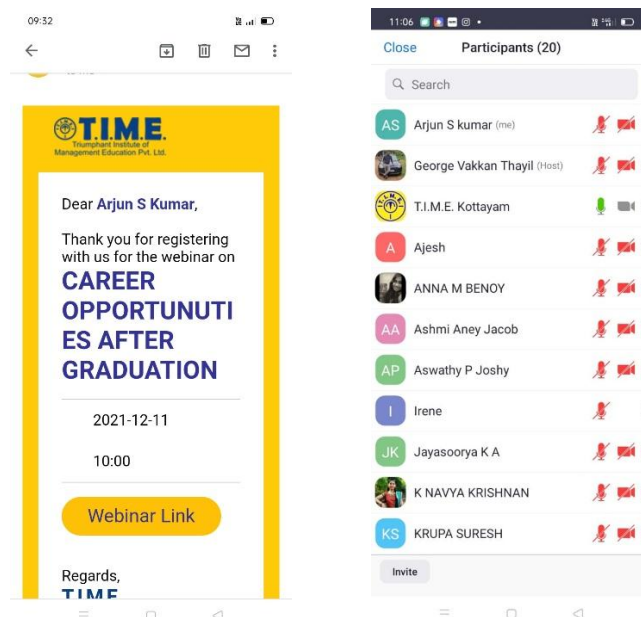 09:32
T.I.M.E.
Triumphant Institute of
Management Education Pvt. Ltd.
Dear Arjun S Kumar,
Thank you for registering
with us for the webinar on
CAREER
OPPORTUNUTI
ES AFTER
GRADUATION
2021-12-11
10:00
Webinar Link
Regards,
T.I.M.E.
11:06
Close Participants (20)
Search
AS Arjun S kumar (me)
George Vakkan Thayil (Host)
T.I.M.E. Kottayam
A Ajesh
ANNA M BENOY
AA Ashmi Aney Jacob
AP Aswathy P Joshy
I Irene
JK Jayasoorya K A
K NAVYA KRISHNAN
KS KRUPA SURESH
Invite